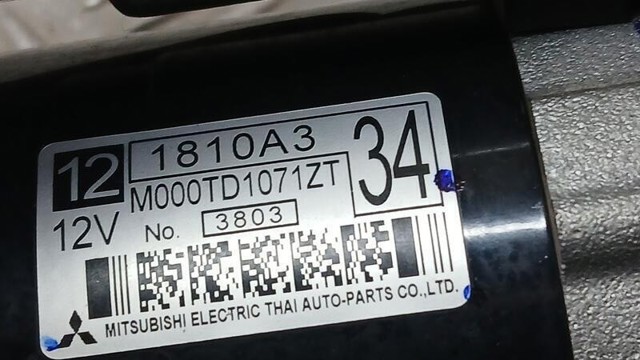 12 1810A3 34
M000TD1071ZT
12V No. 3803
MITSUBISHI ELECTRIC THAI AUTO-PARTS CO.,LTD.